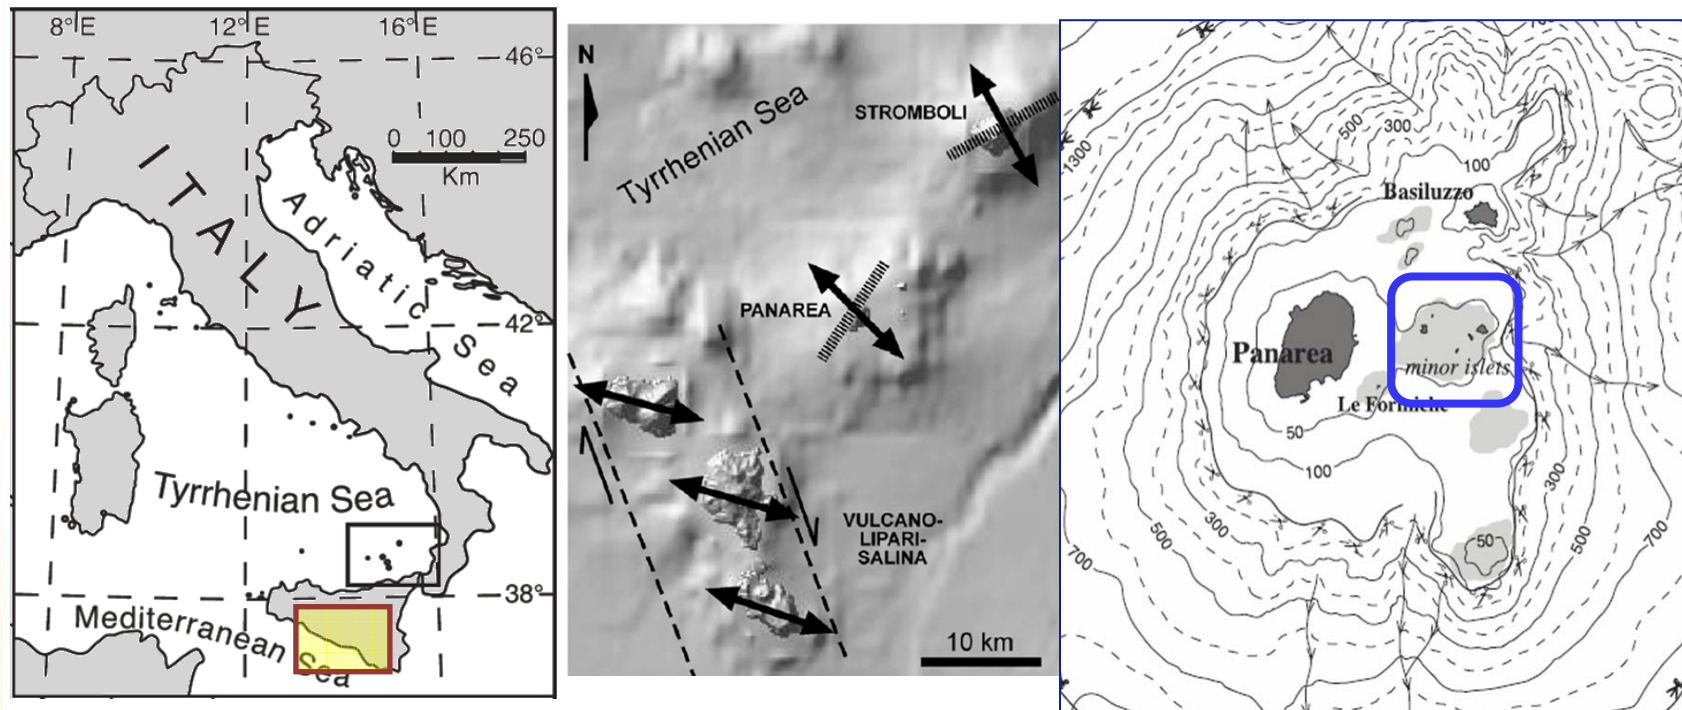 8°E 12°E 16°E
46°
0 100 250
Km
ITALY
Adriatic Sea
42°
Tyrrhenian Sea
38°
Mediterranean Sea
N
Tyrrhenian Sea
STROMBOLI
PANAREA
VULCANO-
LIPARI-
SALINA
10 km
500
300
1300
100
Basiluzzo
Panarea
minor islets
Le Formiche
50
100
300
50
500
300
500
700
700